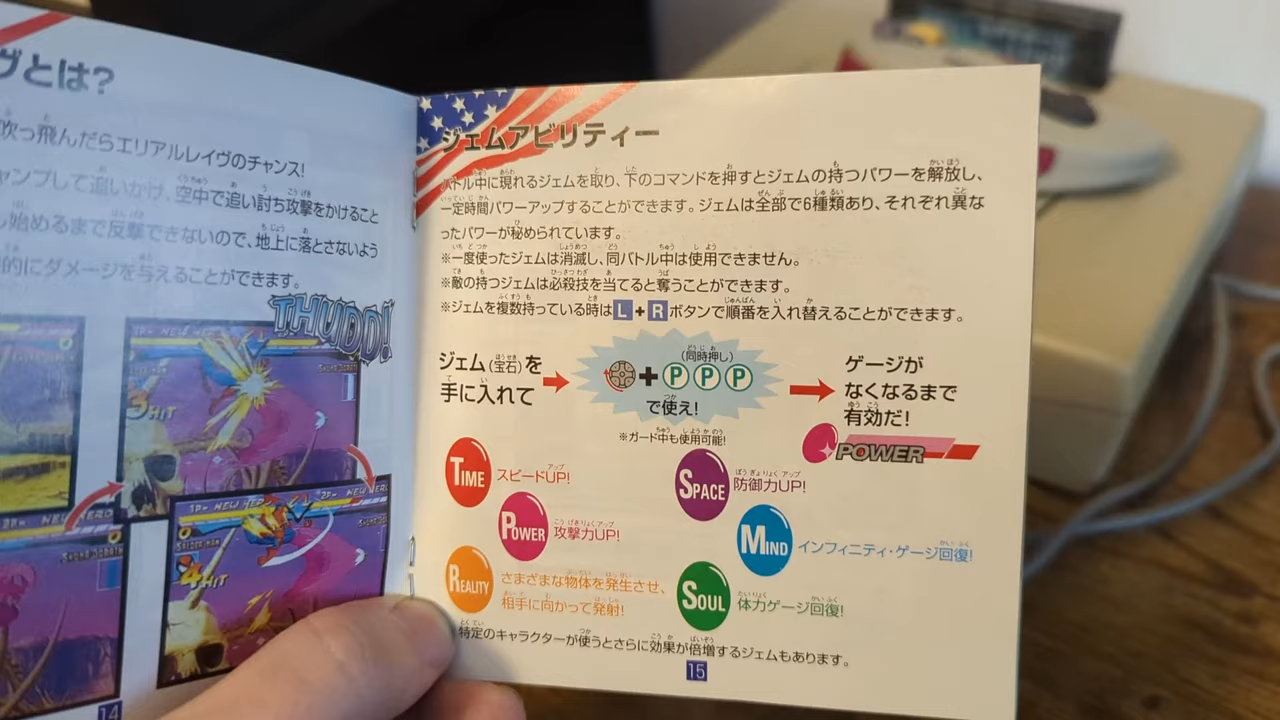 ヴとは?
吹っ飛んだらエリアルレイヴのチャンス!
ャンプして追いかけ、空中で追い討ち攻撃をかけること
し始めるまで反撃できないので、地上に落とさないよう
的にダメージを与えることができます。
THUDD!
3 HIT
1P- NEW HERO
2P- NEW HERO
SPIDER-MAN
4 HIT
14
ジェムアビリティー
バトル中に現れるジェムを取り、下のコマンドを押すとジェムの持つパワーを解放し、
一定時間パワーアップすることができます。ジェムは全部で6種類あり、それぞれ異な
ったパワーが秘められています。
※一度使ったジェムは消滅し、同バトル中は使用できません。
※敵の持つジェムは必殺技を当てると奪うことができます。
※ジェムを複数持っている時はL+Rボタンで順番を入れ替えることができます。
ジェム(宝石)を
手に入れて
(同時押し)
+PPP
で使え!
※ガード中も使用可能!
ゲージが
なくなるまで
有効だ!
POWER
TIME スピードUP!
SPACE 防御力UP!
POWER 攻撃力UP!
MIND インフィニティ・ゲージ回復!
REALITY さまざまな物体を発生させ、
相手に向かって発射!
SOUL 体力ゲージ回復!
特定のキャラクターが使うとさらに効果が倍増するジェムもあります。
15